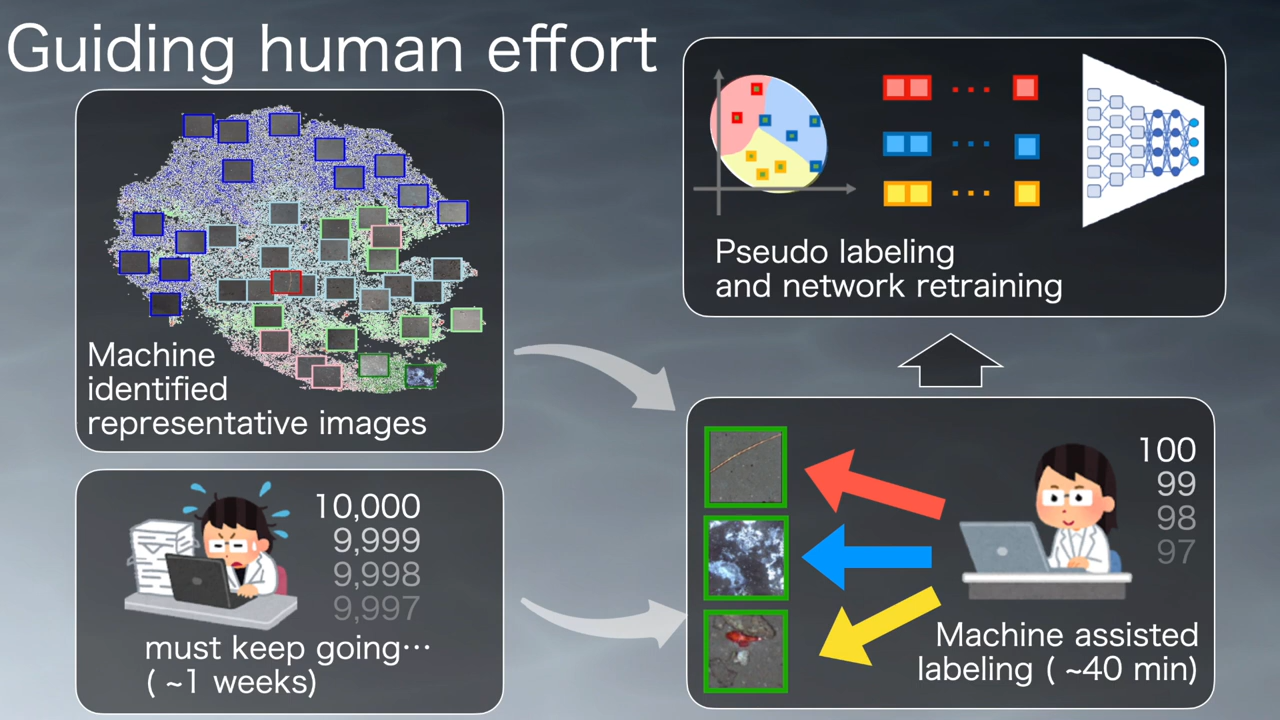 Guiding human effort
Machine
identified
representative images
10,000
9,999
9,998
9,997
must keep going…
( ~1 weeks)
Pseudo labeling
and network retraining
100
99
98
97
Machine assisted
labeling ( ~40 min)